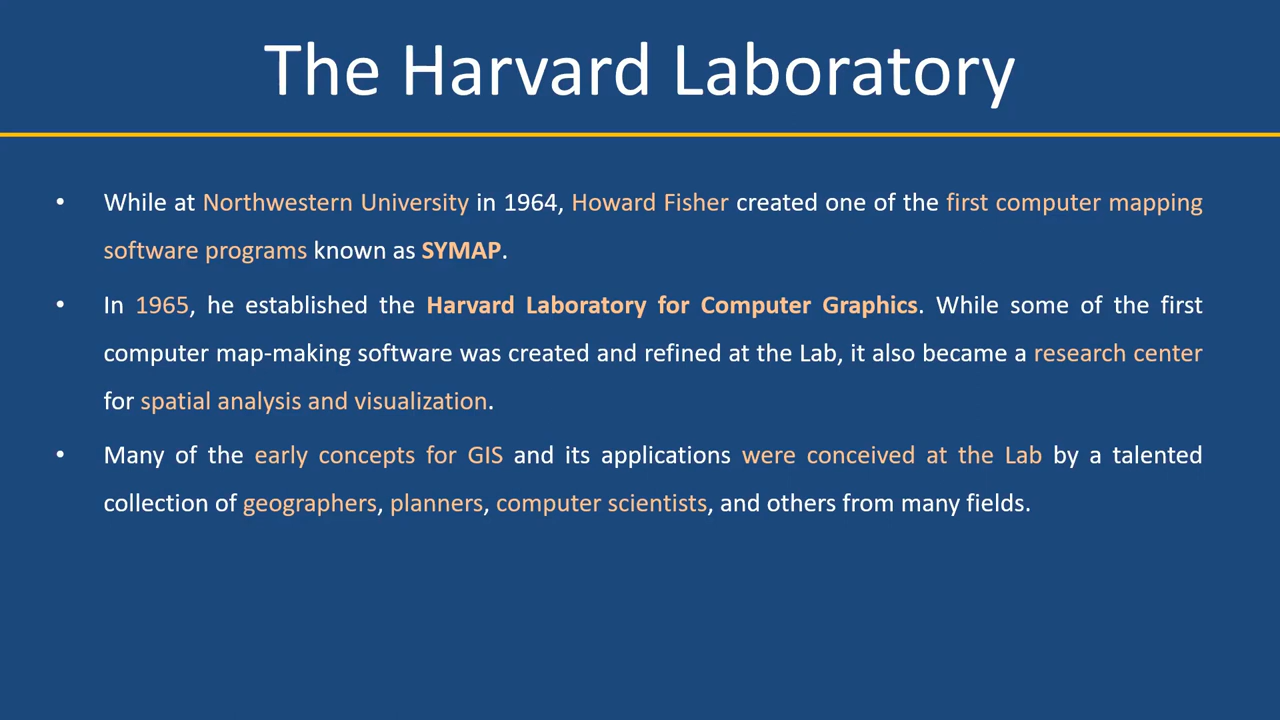 The Harvard Laboratory
• While at Northwestern University in 1964, Howard Fisher created one of the first computer mapping
software programs known as SYMAP.
• In 1965, he established the Harvard Laboratory for Computer Graphics. While some of the first
computer map-making software was created and refined at the Lab, it also became a research center
for spatial analysis and visualization.
• Many of the early concepts for GIS and its applications were conceived at the Lab by a talented
collection of geographers, planners, computer scientists, and others from many fields.